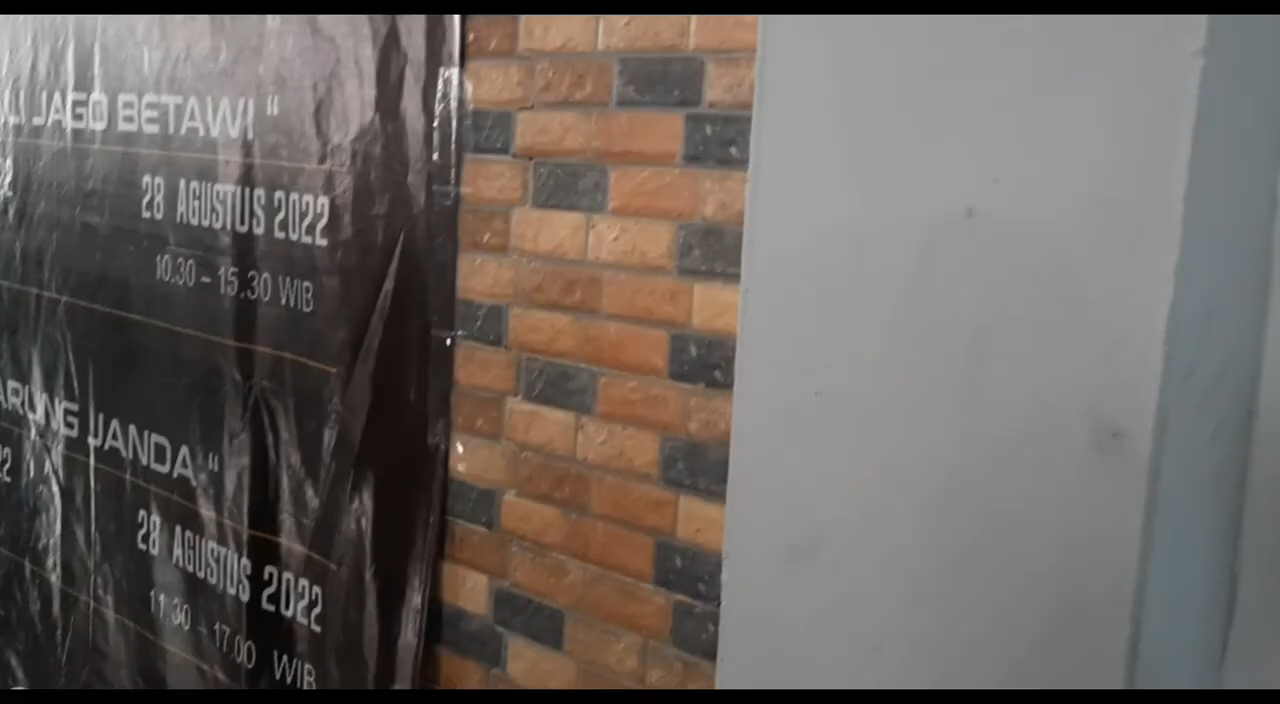 JAGO BETAWI "
28 AGUSTUS 2022
10.30 - 15.30 WIB
JANDA "
28 AGUSTUS 2022
11.30 - 17.00 WIB